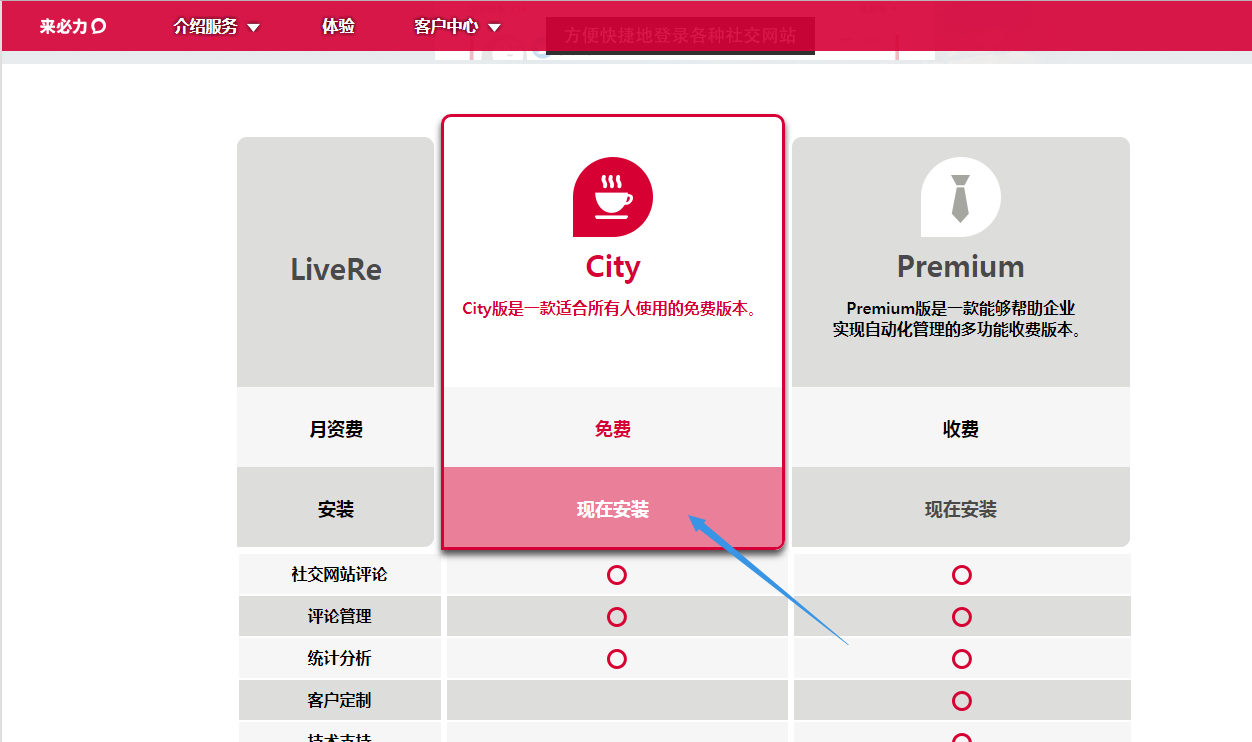 来必力
介绍服务
体验
客户中心
方便快捷地登录各种社交网站
LiveRe
City
City版是一款适合所有人使用的免费版本。
Premium
Premium版是一款能够帮助企业
实现自动化管理的多功能收费版本。
月资费
免费
收费
安装
现在安装
现在安装
社交网站评论
评论管理
统计分析
客户定制
技术支持